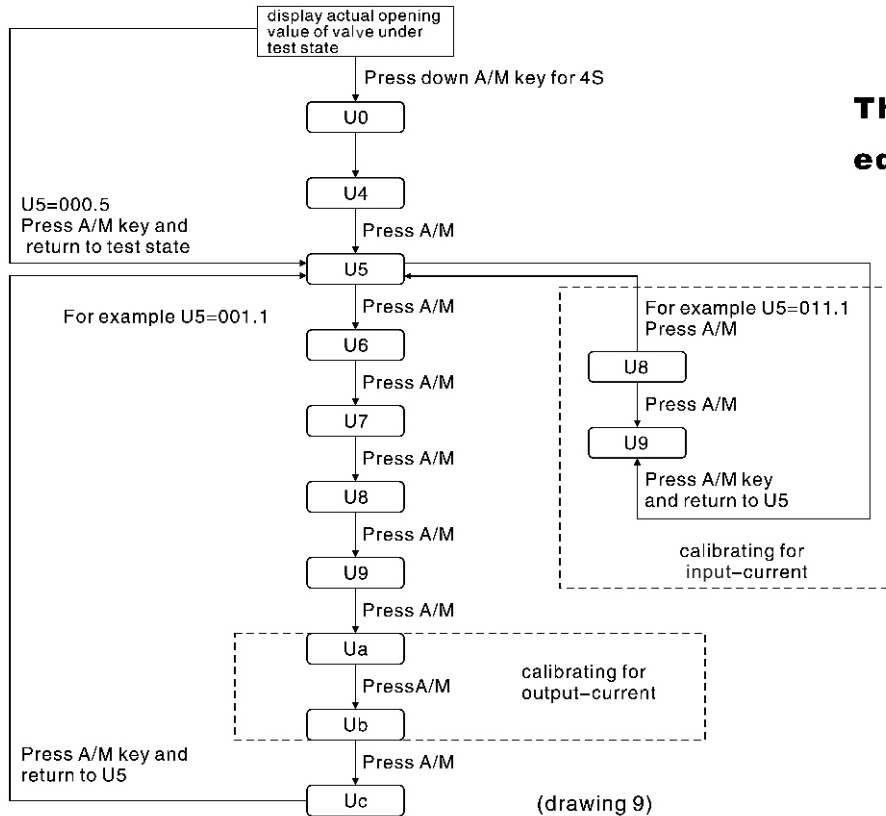 display actual opening
value of valve under
test state
Press down A/M key for 4S
U0
U4
U5=000.5
Press A/M key and
return to test state
Press A/M
U5
For example U5=001.1
Press A/M
U6
Press A/M
U7
Press A/M
U8
Press A/M
U9
Press A/M
Ua
PressA/M
Ub
calibrating for
output-current
Press A/M
Press A/M key and
return to U5
Uc
For example U5=011.1
Press A/M
U8
Press A/M
U9
Press A/M key
and return to U5
calibrating for
input-current
(drawing 9)